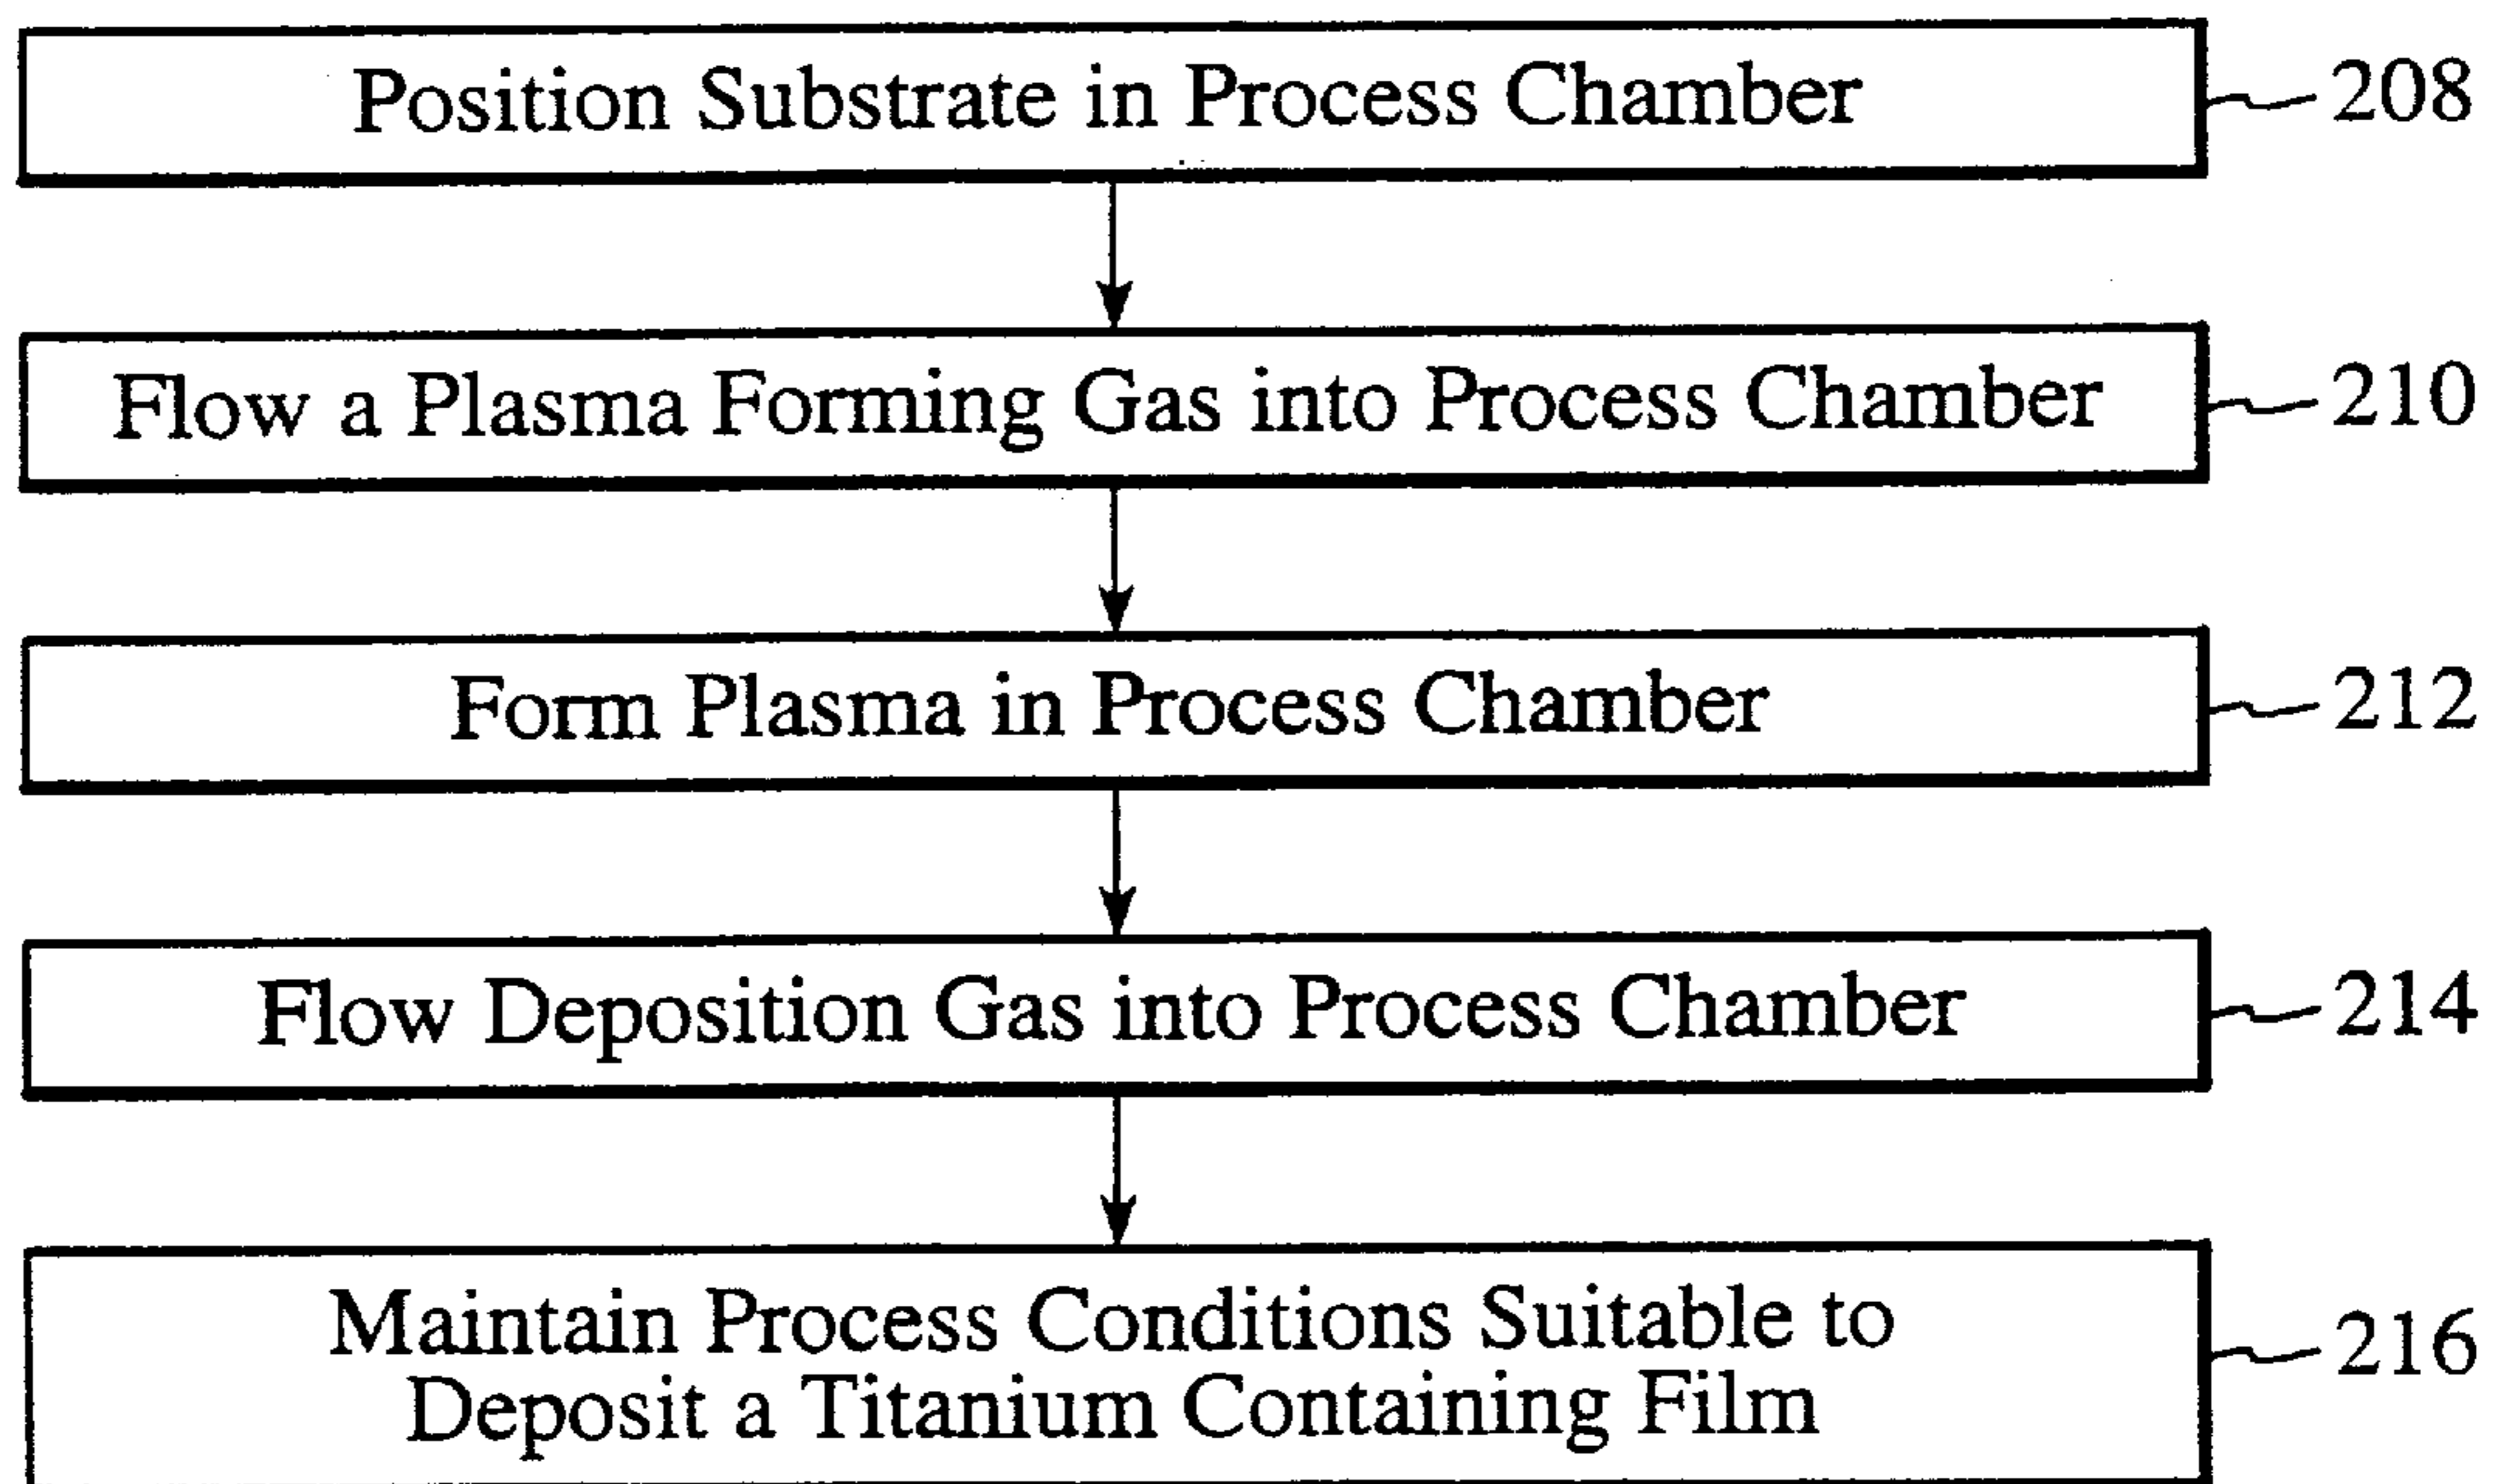 Position Substrate in Process Chamber
208
Flow a Plasma Forming Gas into Process Chamber
210
Form Plasma in Process Chamber
212
Flow Deposition Gas into Process Chamber
214
Maintain Process Conditions Suitable to
Deposit a Titanium Containing Film
216